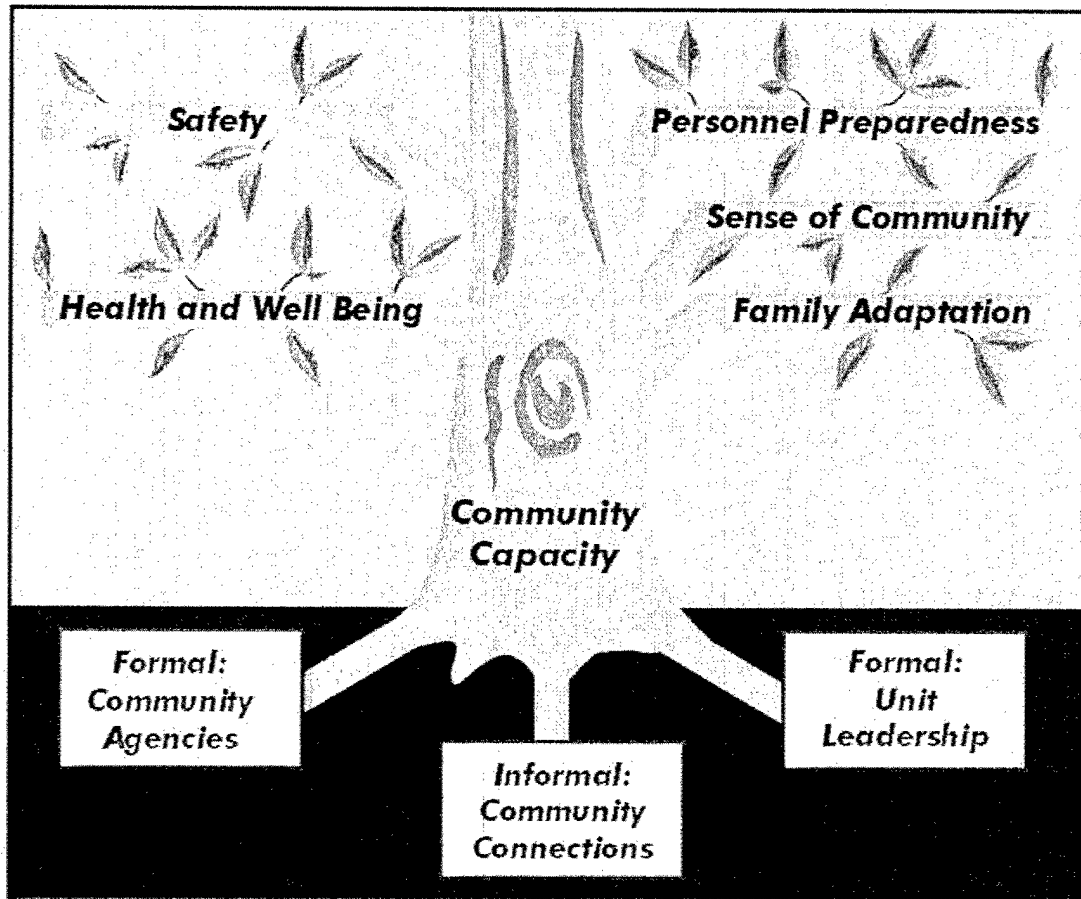 Safety
Personnel Preparedness
Sense of Community
Health and Well Being
Family Adaptation
Community
Capacity
Formal:
Community
Agencies
Informal:
Community
Connections
Formal:
Unit
Leadership